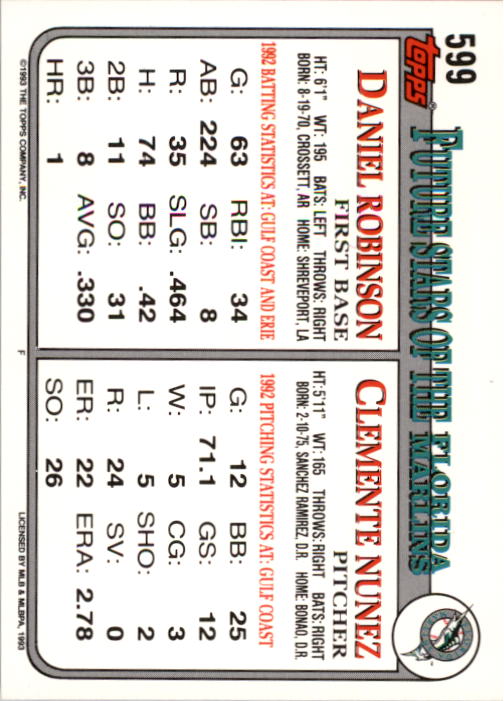 599
Topps®
FUTURE STARS OF THE FLORIDA MARLINS
DANIEL ROBINSON
FIRST BASE
HT: 6'1" WT: 195 BATS: LEFT THROWS: RIGHT
BORN: 8-19-70, CROSSETT, AR HOME: SHREVEPORT, LA
1992 BATTING STATISTICS AT: GULF COAST AND ERIE
G: 63 RBI: 34
AB: 224 SB: 8
R: 35 SLG: .464
H: 74 BB: .42
2B: 11 SO: 31
3B: 8 AVG: .330
HR: 1
CLEMENTE NUNEZ
PITCHER
HT: 5'11" WT: 165 THROWS: RIGHT BATS: RIGHT
BORN: 2-10-75, SANCHEZ RAMIREZ, D.R. HOME: BONAO, D.R.
1992 PITCHING STATISTICS AT: GULF COAST
G: 12 BB: 25
IP: 71.1 GS: 12
W: 5 CG: 3
L: 5 SHO: 2
R: 24 SV: 0
ER: 22 ERA: 2.78
SO: 26
©1993 THE TOPPS COMPANY, INC.
F
LICENSED BY MLB & MLBPA, 1993